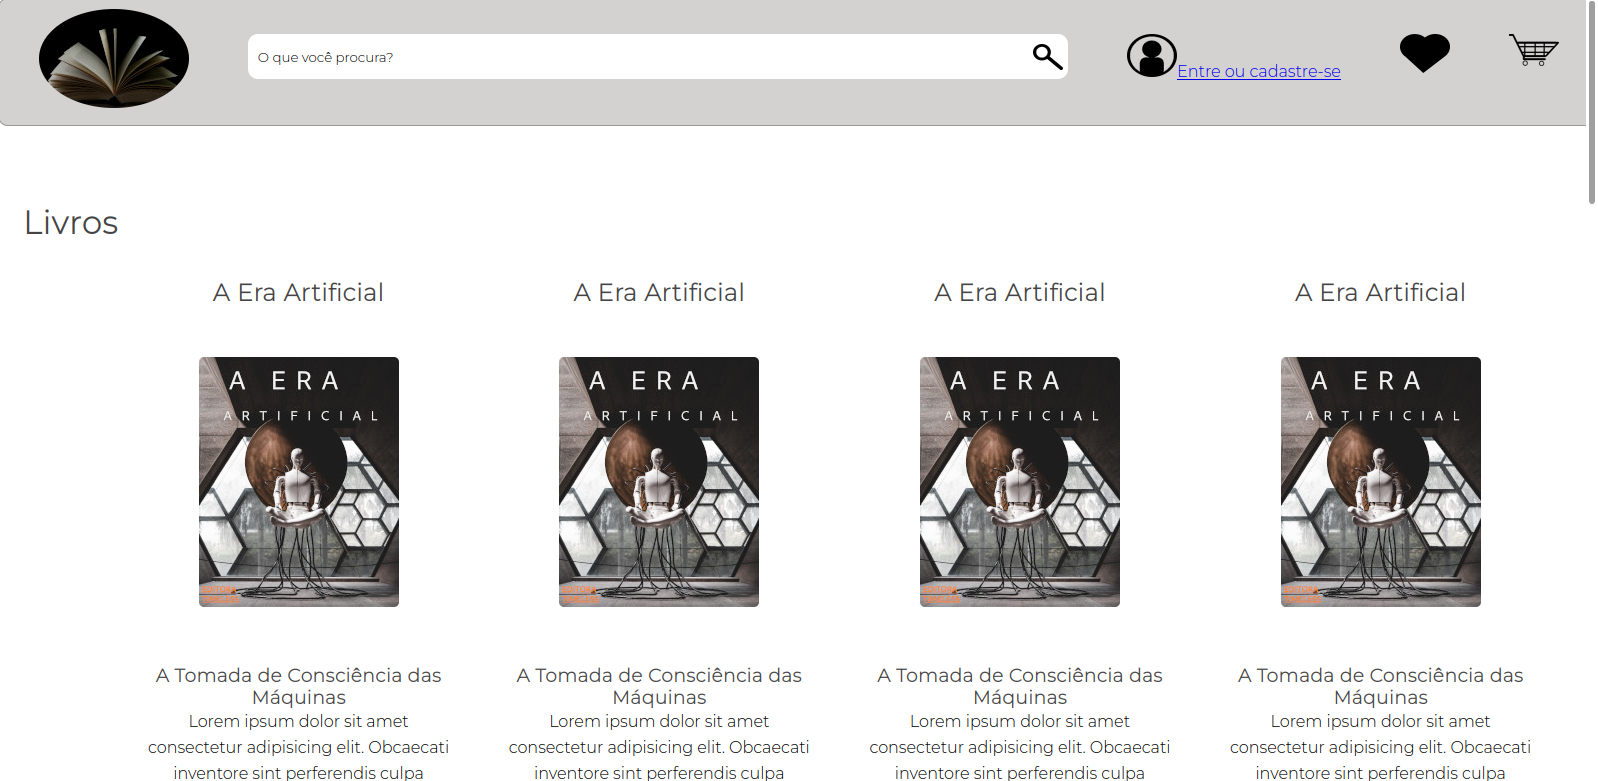 O que você procura?
Entre ou cadastre-se
Livros
A Era Artificial
A Era Artificial
A Era Artificial
A Era Artificial
A ERA
ARTIFICIAL
A ERA
ARTIFICIAL
A ERA
ARTIFICIAL
A ERA
ARTIFICIAL
A Tomada de Consciência das
Máquinas
Lorem ipsum dolor sit amet
consectetur adipisicing elit. Obcaecati
inventore sint perferendis culpa
A Tomada de Consciência das
Máquinas
Lorem ipsum dolor sit amet
consectetur adipisicing elit. Obcaecati
inventore sint perferendis culpa
A Tomada de Consciência das
Máquinas
Lorem ipsum dolor sit amet
consectetur adipisicing elit. Obcaecati
inventore sint perferendis culpa
A Tomada de Consciência das
Máquinas
Lorem ipsum dolor sit amet
consectetur adipisicing elit. Obcaecati
inventore sint perferendis culpa